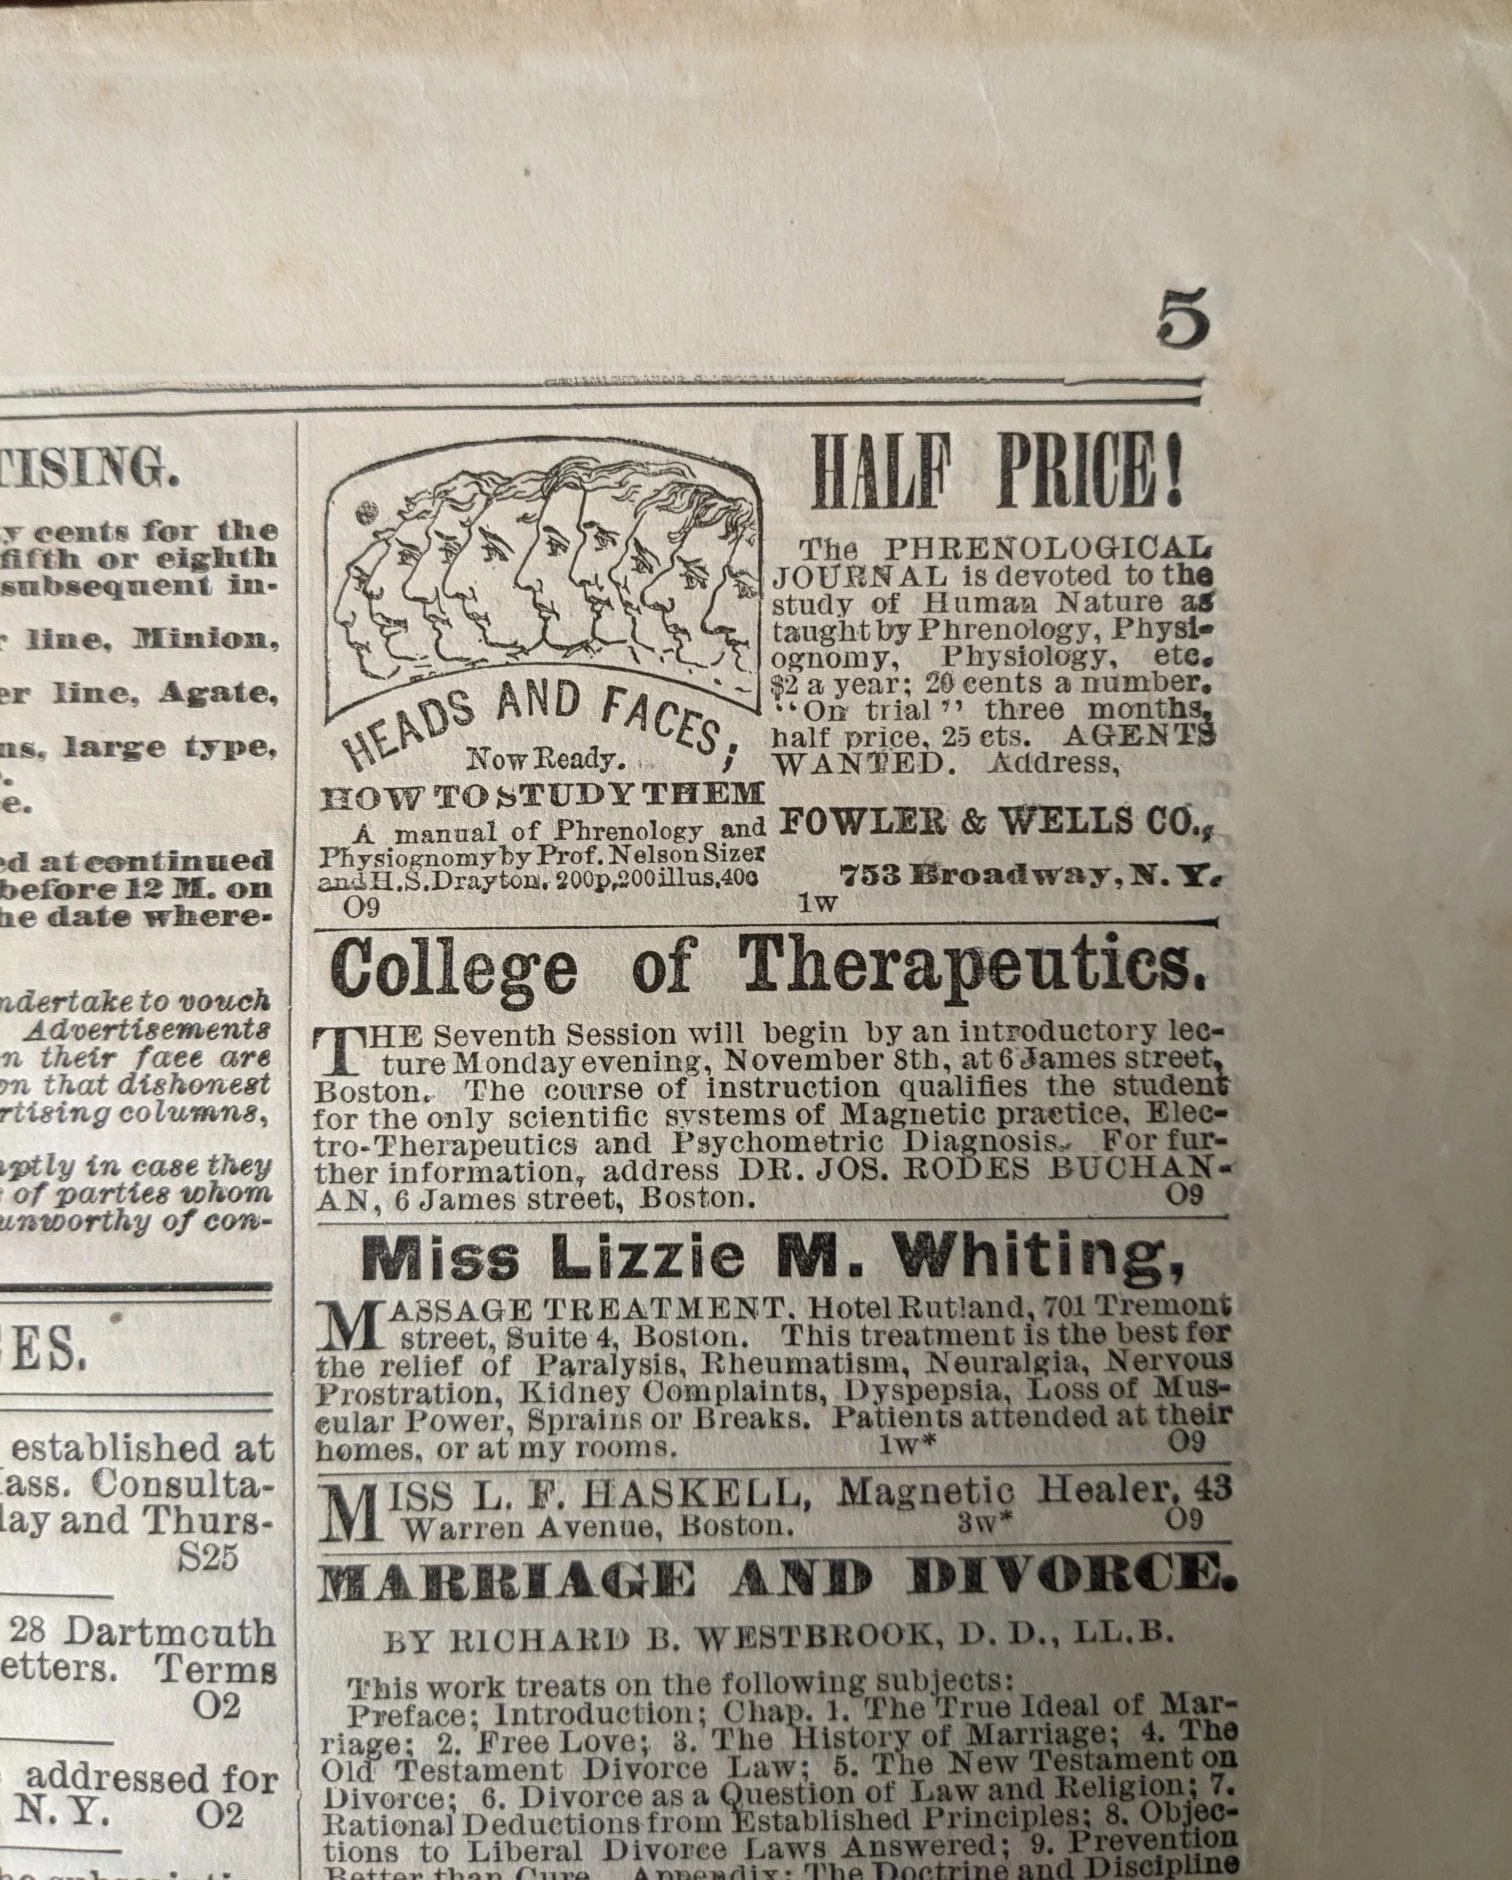 5
TISING.
y cents for the
fifth or eighth
subsequent in-
r line, Minion,
er line, Agate,
ns, large type,
e.
ed at continued
before 12 M. on
he date where-
ndertake to vouch
Advertisements
n their face are
on that dishonest
rtising columns,
ptly in case they
of parties whom
unworthy of con-
ES.
established at
ass. Consulta-
lay and Thurs-
S25
28 Dartmouth
etters. Terms
O2
addressed for
N. Y. O2
HEADS AND FACES;
Now Ready.
HOW TO STUDY THEM
A manual of Phrenology and
Physiognomy by Prof. Nelson Sizer
and H.S. Drayton. 200p,200illus,40c
O9
HALF PRICE!
The PHRENOLOGICAL
JOURNAL is devoted to the
study of Human Nature as
taught by Phrenology, Physi-
ognomy, Physiology, etc.
$2 a year; 20 cents a number.
"On trial" three months,
half price, 25 cts. AGENTS
WANTED. Address,
FOWLER & WELLS CO.,
753 Broadway, N. Y.
1w
College of Therapeutics.
THE Seventh Session will begin by an introductory lec-
ture Monday evening, November 8th, at 6 James street,
Boston. The course of instruction qualifies the student
for the only scientific systems of Magnetic practice, Elec-
tro-Therapeutics and Psychometric Diagnosis. For fur-
ther information, address DR. JOS. RODES BUCHAN-
AN, 6 James street, Boston. O9
Miss Lizzie M. Whiting,
MASSAGE TREATMENT. Hotel Rutland, 701 Tremont
street, Suite 4, Boston. This treatment is the best for
the relief of Paralysis, Rheumatism, Neuralgia, Nervous
Prostration, Kidney Complaints, Dyspepsia, Loss of Mus-
cular Power, Sprains or Breaks. Patients attended at their
homes, or at my rooms. 1w* O9
MISS L. F. HASKELL, Magnetic Healer, 43
Warren Avenue, Boston. 3w* O9
MARRIAGE AND DIVORCE.
BY RICHARD B. WESTBROOK, D. D., LL.B.
This work treats on the following subjects:
Preface; Introduction; Chap. 1. The True Ideal of Mar-
riage; 2. Free Love; 3. The History of Marriage; 4. The
Old Testament Divorce Law; 5. The New Testament on
Divorce; 6. Divorce as a Question of Law and Religion; 7.
Rational Deductions from Established Principles; 8. Objec-
tions to Liberal Divorce Laws Answered; 9. Prevention
Better than Cure. Appendix: The Doctrine and Discipline